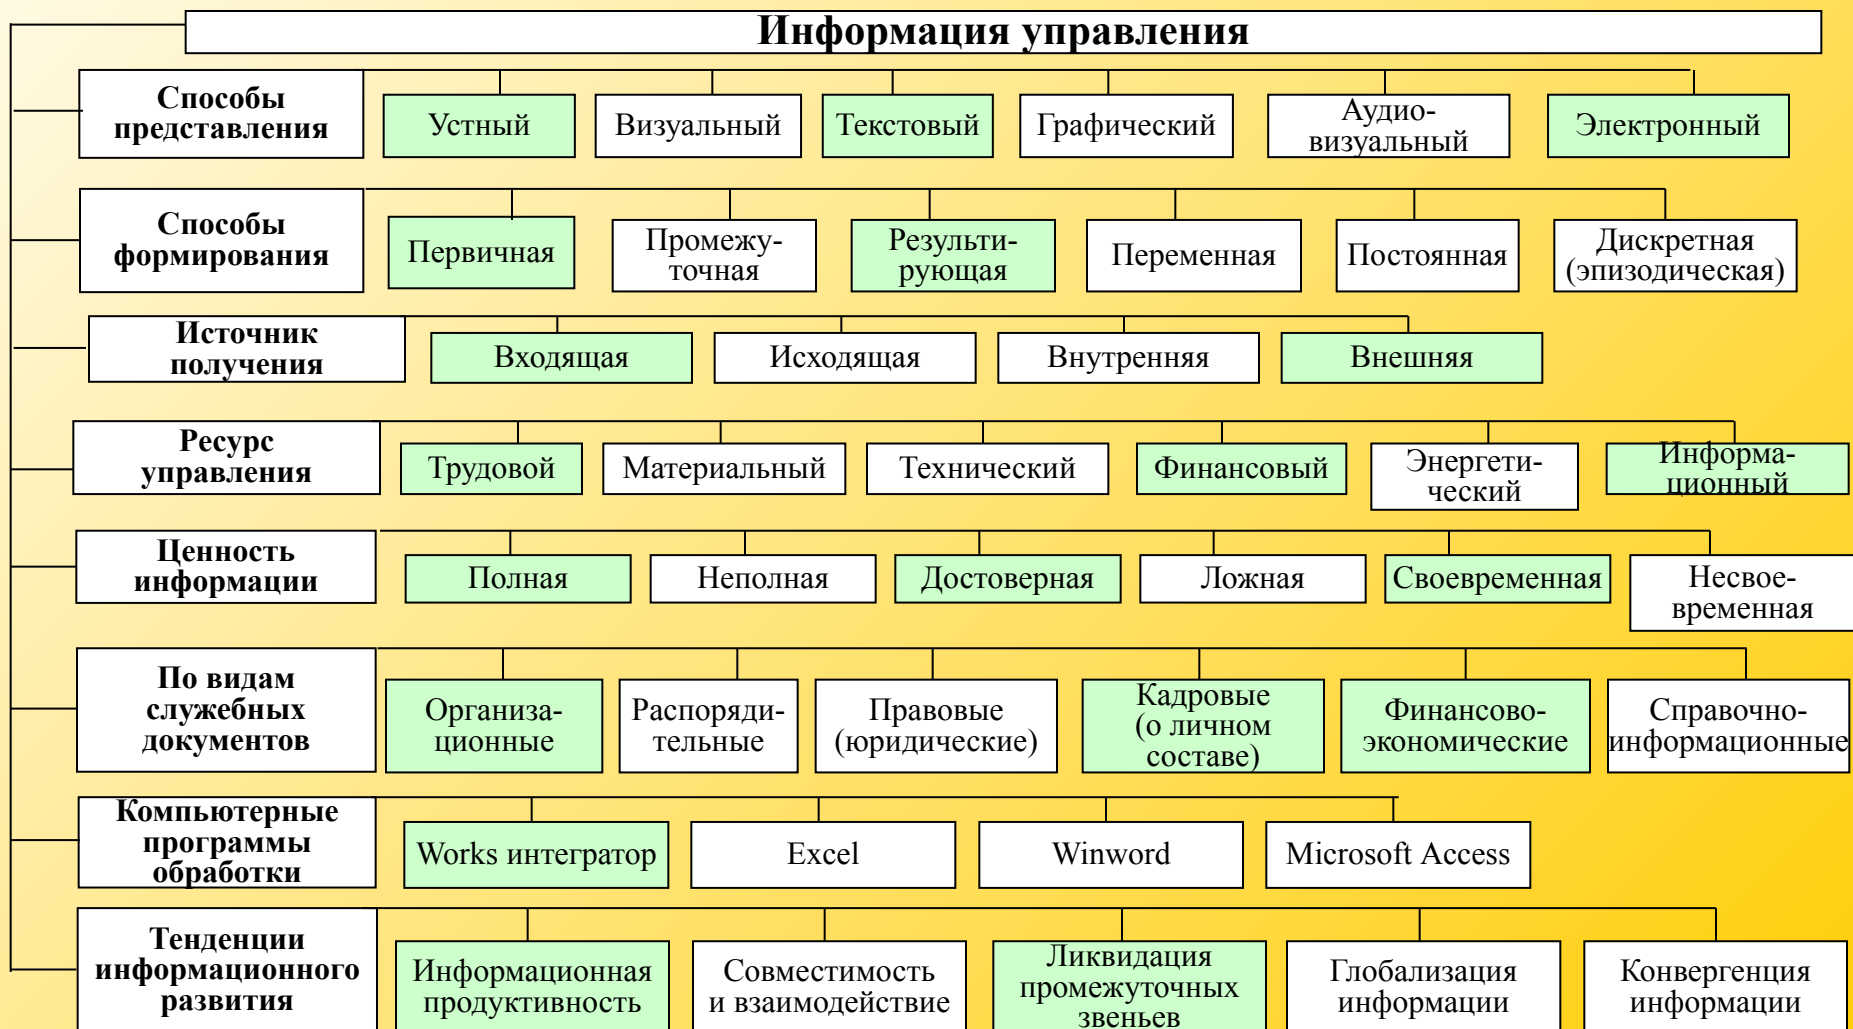 Информация управления
Способы
представления
Устный
Визуальный
Текстовый
Графический
Аудио-
визуальный
Электронный
Способы
формирования
Первичная
Промежу-
точная
Результи-
рующая
Переменная
Постоянная
Дискретная
(эпизодическая)
Источник
получения
Входящая
Исходящая
Внутренняя
Внешняя
Ресурс
управления
Трудовой
Материальный
Технический
Финансовый
Энергети-
ческий
Информа-
ционный
Ценность
информации
Полная
Неполная
Достоверная
Ложная
Своевременная
Несвое-
временная
По видам
служебных
документов
Организа-
ционные
Распоряди-
тельные
Правовые
(юридические)
Кадровые
(о личном
составе)
Финансово-
экономические
Справочно-
информационные
Компьютерные
программы
обработки
Works интегратор
Excel
Winword
Microsoft Access
Тенденции
информационного
развития
Информационная
продуктивность
Совместимость
и взаимодействие
Ликвидация
промежуточных
звеньев
Глобализация
информации
Конвергенция
информации